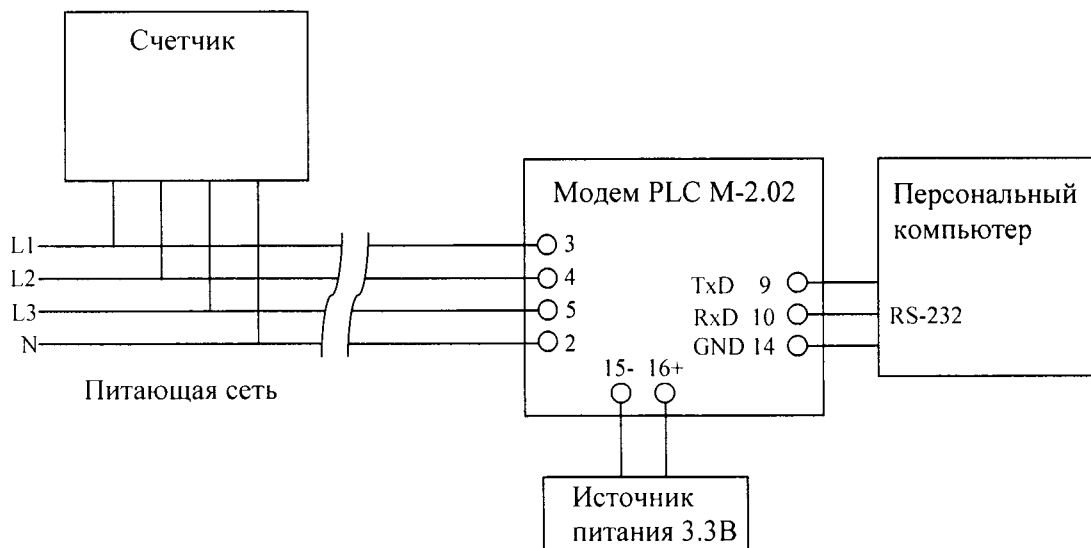 Счетчик
Модем PLC М-2.02
Персональный
компьютер
L1
3
L2
4
TxD 9
L3
5
RxD 10
RS-232
N
2
GND 14
Питающая сеть
15- 16+
Источник
питания 3.3В